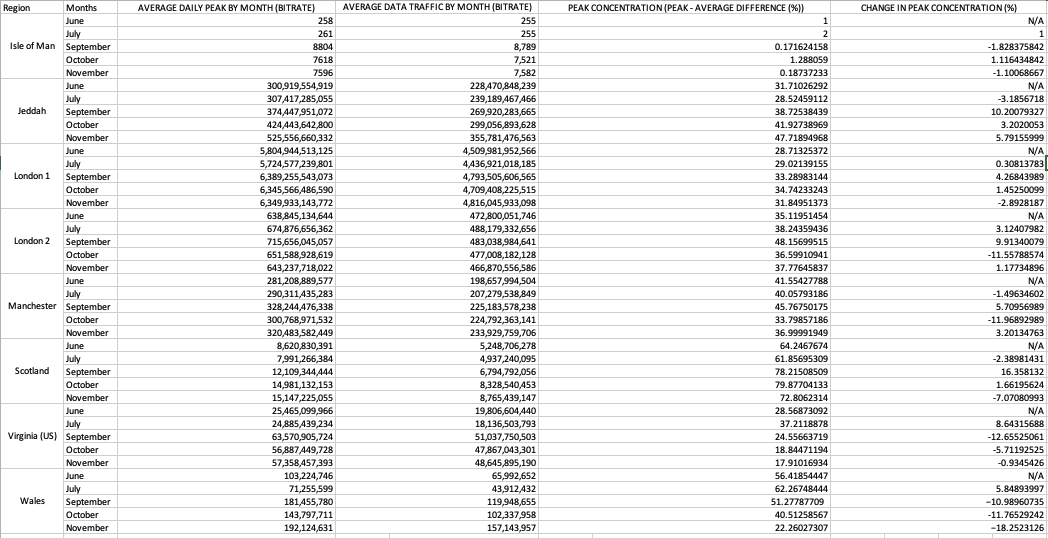 Region Months AVERAGE DAILY PEAK BY MONTH (BITRATE) AVERAGE DATA TRAFFIC BY MONTH (BITRATE) PEAK CONCENTRATION (PEAK - AVERAGE DIFFERENCE (%)) CHANGE IN PEAK CONCENTRATION (%)
June 258 255 1 N/A
July 261 255 2 1
Isle of Man September 8804 8,789 0.171624158 -1.828375842
October 7618 7,521 1.288059 1.116434842
November 7596 7,582 0.18737233 -1.10068667
June 300,919,554,919 228,470,848,239 31.71026292 N/A
July 307,417,285,055 239,189,467,466 28.52459112 -3.1856718
Jeddah September 374,447,951,072 269,920,283,665 38.72538439 10.20079327
October 424,443,642,800 299,056,893,628 41.92738969 3.2020053
November 525,556,660,332 355,781,476,563 47.71894968 5.79155999
June 5,804,944,513,125 4,509,981,952,566 28.71325372 N/A
July 5,724,577,239,801 4,436,921,018,185 29.02139155 0.30813783
London 1 September 6,389,255,543,073 4,793,505,606,565 33.28983144 4.26843989
October 6,345,566,486,590 4,709,408,225,515 34.74233243 1.45250099
November 6,349,933,143,772 4,816,045,933,098 31.84951373 -2.8928187
June 638,845,134,644 472,800,051,746 35.11951454 N/A
July 674,876,656,362 488,179,332,656 38.24359436 3.12407982
London 2 September 715,656,045,057 483,038,984,641 48.15699515 9.91340079
October 651,588,928,619 477,008,182,128 36.59910941 -11.55788574
November 643,237,718,022 466,870,556,586 37.77645837 1.17734896
June 281,208,889,577 198,657,994,504 41.55427788 N/A
July 290,311,435,283 207,279,538,849 40.05793186 -1.49634602
Manchester September 328,244,476,338 225,183,578,238 45.76750175 5.70956989
October 300,768,971,532 224,792,363,141 33.79857186 -11.96892989
November 320,483,582,449 233,929,759,706 36.99991949 3.20134763
June 8,620,830,391 5,248,706,278 64.2467674 N/A
July 7,991,266,384 4,937,240,095 61.85695309 -2.38981431
Scotland September 12,109,344,444 6,794,792,056 78.21508509 16.358132
October 14,981,132,153 8,328,540,453 79.87704133 1.66195624
November 15,147,225,055 8,765,439,147 72.8062314 -7.07080993
June 25,465,099,966 19,806,604,440 28.56873092 N/A
July 24,885,439,234 18,136,503,793 37.2118878 8.64315688
Virginia (US) September 63,570,905,724 51,037,750,503 24.55663719 -12.65525061
October 56,887,449,728 47,867,043,301 18.84471194 -5.71192525
November 57,358,457,393 48,645,895,190 17.91016934 -0.9345426
June 103,224,746 65,992,652 56.41854447 N/A
July 71,255,599 43,912,432 62.26748444 5.84893997
Wales September 181,455,780 119,948,655 51.27787709 −10.98960735
October 143,797,711 102,337,958 40.51258567 -11.76529242
November 192,124,631 157,143,957 22.26027307 −18.2523126